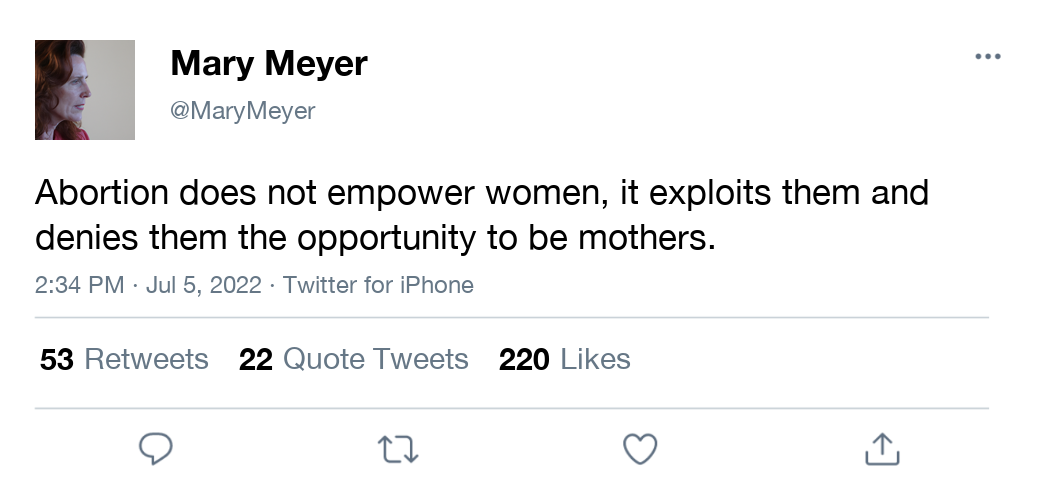 Mary Meyer
@MaryMeyer
Abortion does not empower women, it exploits them and
denies them the opportunity to be mothers.
2:34 PM · Jul 5, 2022 · Twitter for iPhone
53 Retweets 22 Quote Tweets 220 Likes